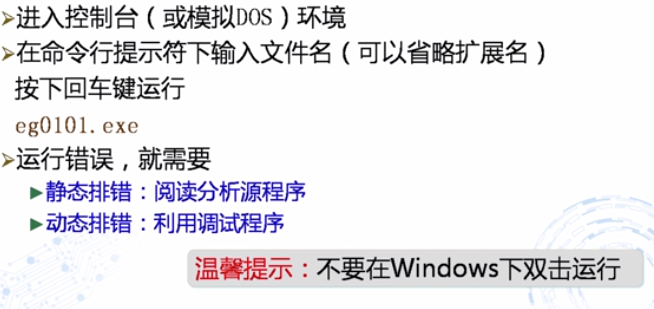 进入控制台（或模拟DOS）环境
在命令行提示符下输入文件名（可以省略扩展名）
按下回车键运行
eg0101.exe
运行错误，就需要
静态排错：阅读分析源程序
动态排错：利用调试程序
温馨提示：不要在Windows下双击运行